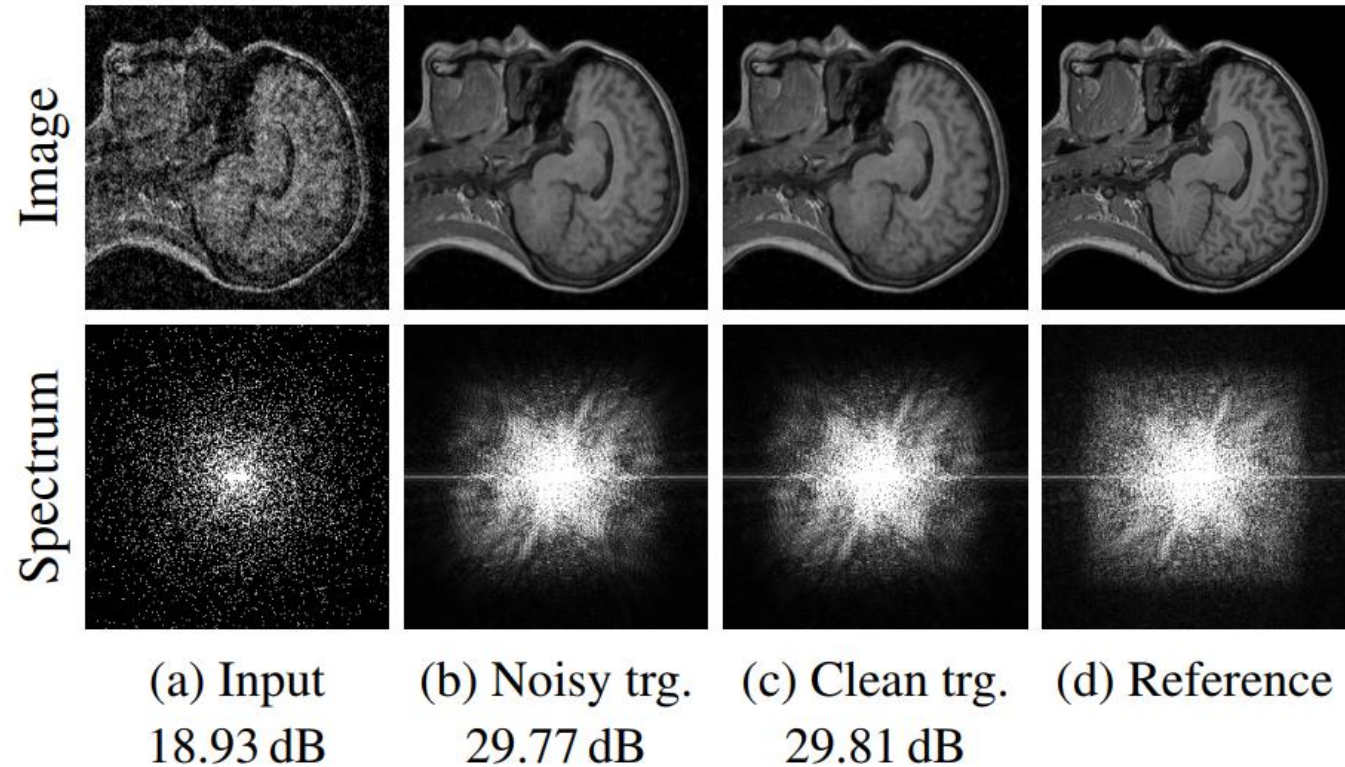 Image
Spectrum
(a) Input
(b) Noisy trg.
(c) Clean trg.
(d) Reference
18.93 dB
29.77 dB
29.81 dB